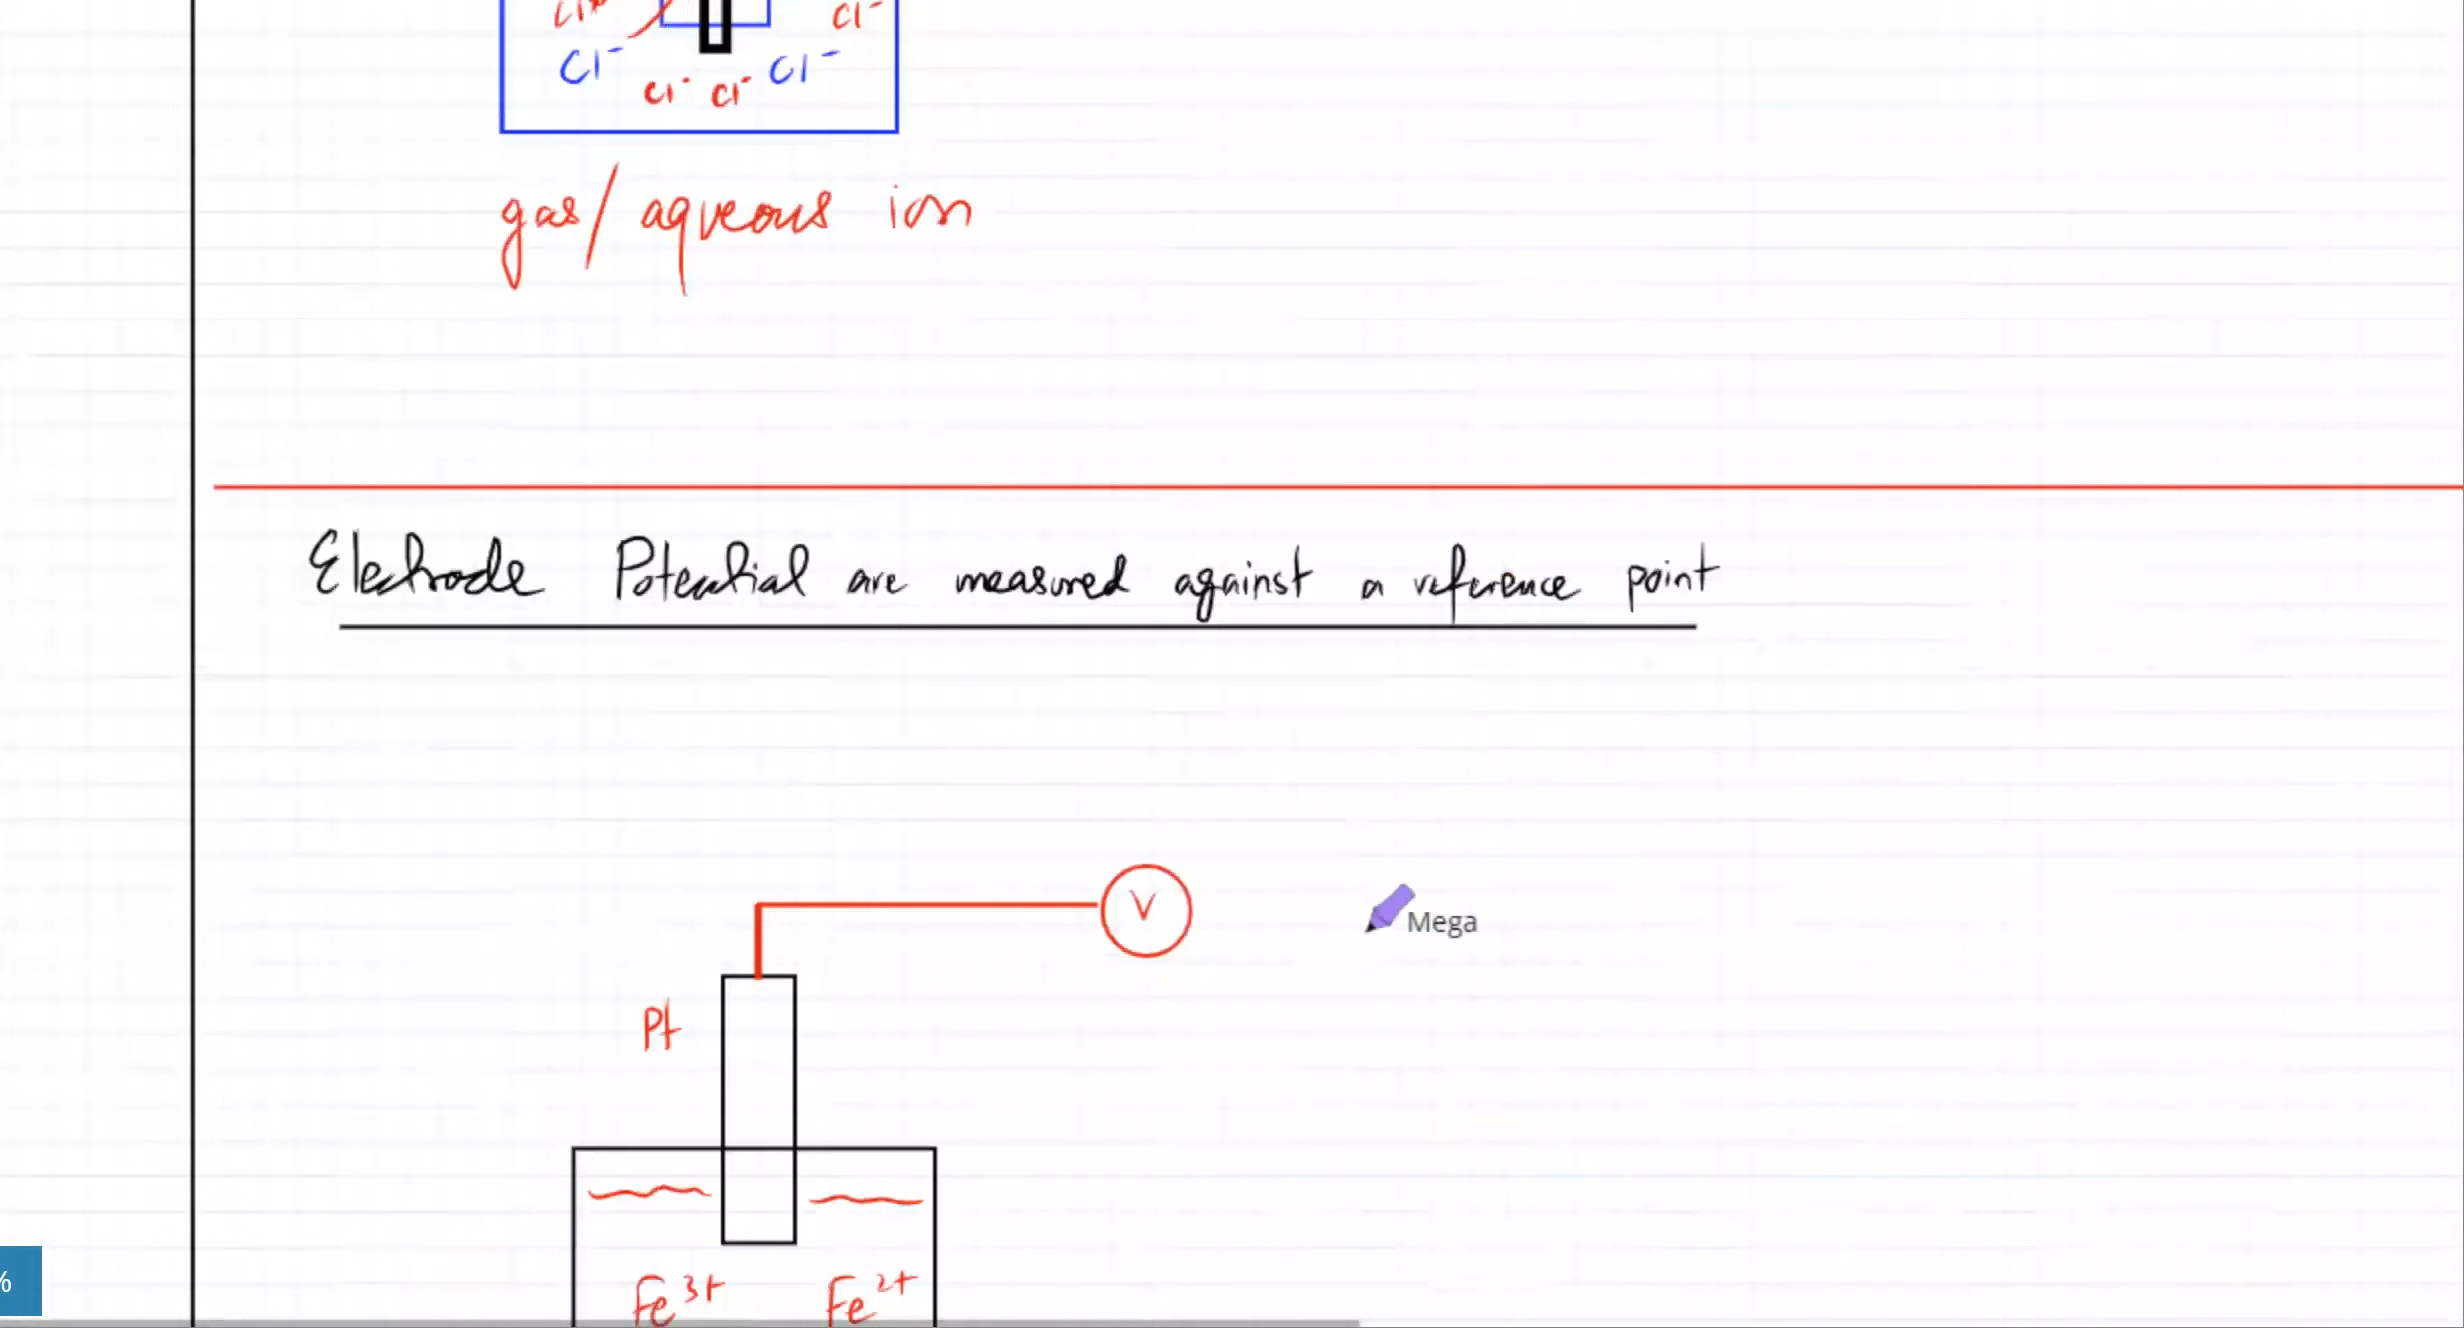 Cl⁻
Cl⁻ Cl⁻
Cl⁻ Cl⁻
gas/aqueous ion
Electrode Potential are measured against a reference point
V
Mega
Pt
%
Fe³⁺ Fe²⁺